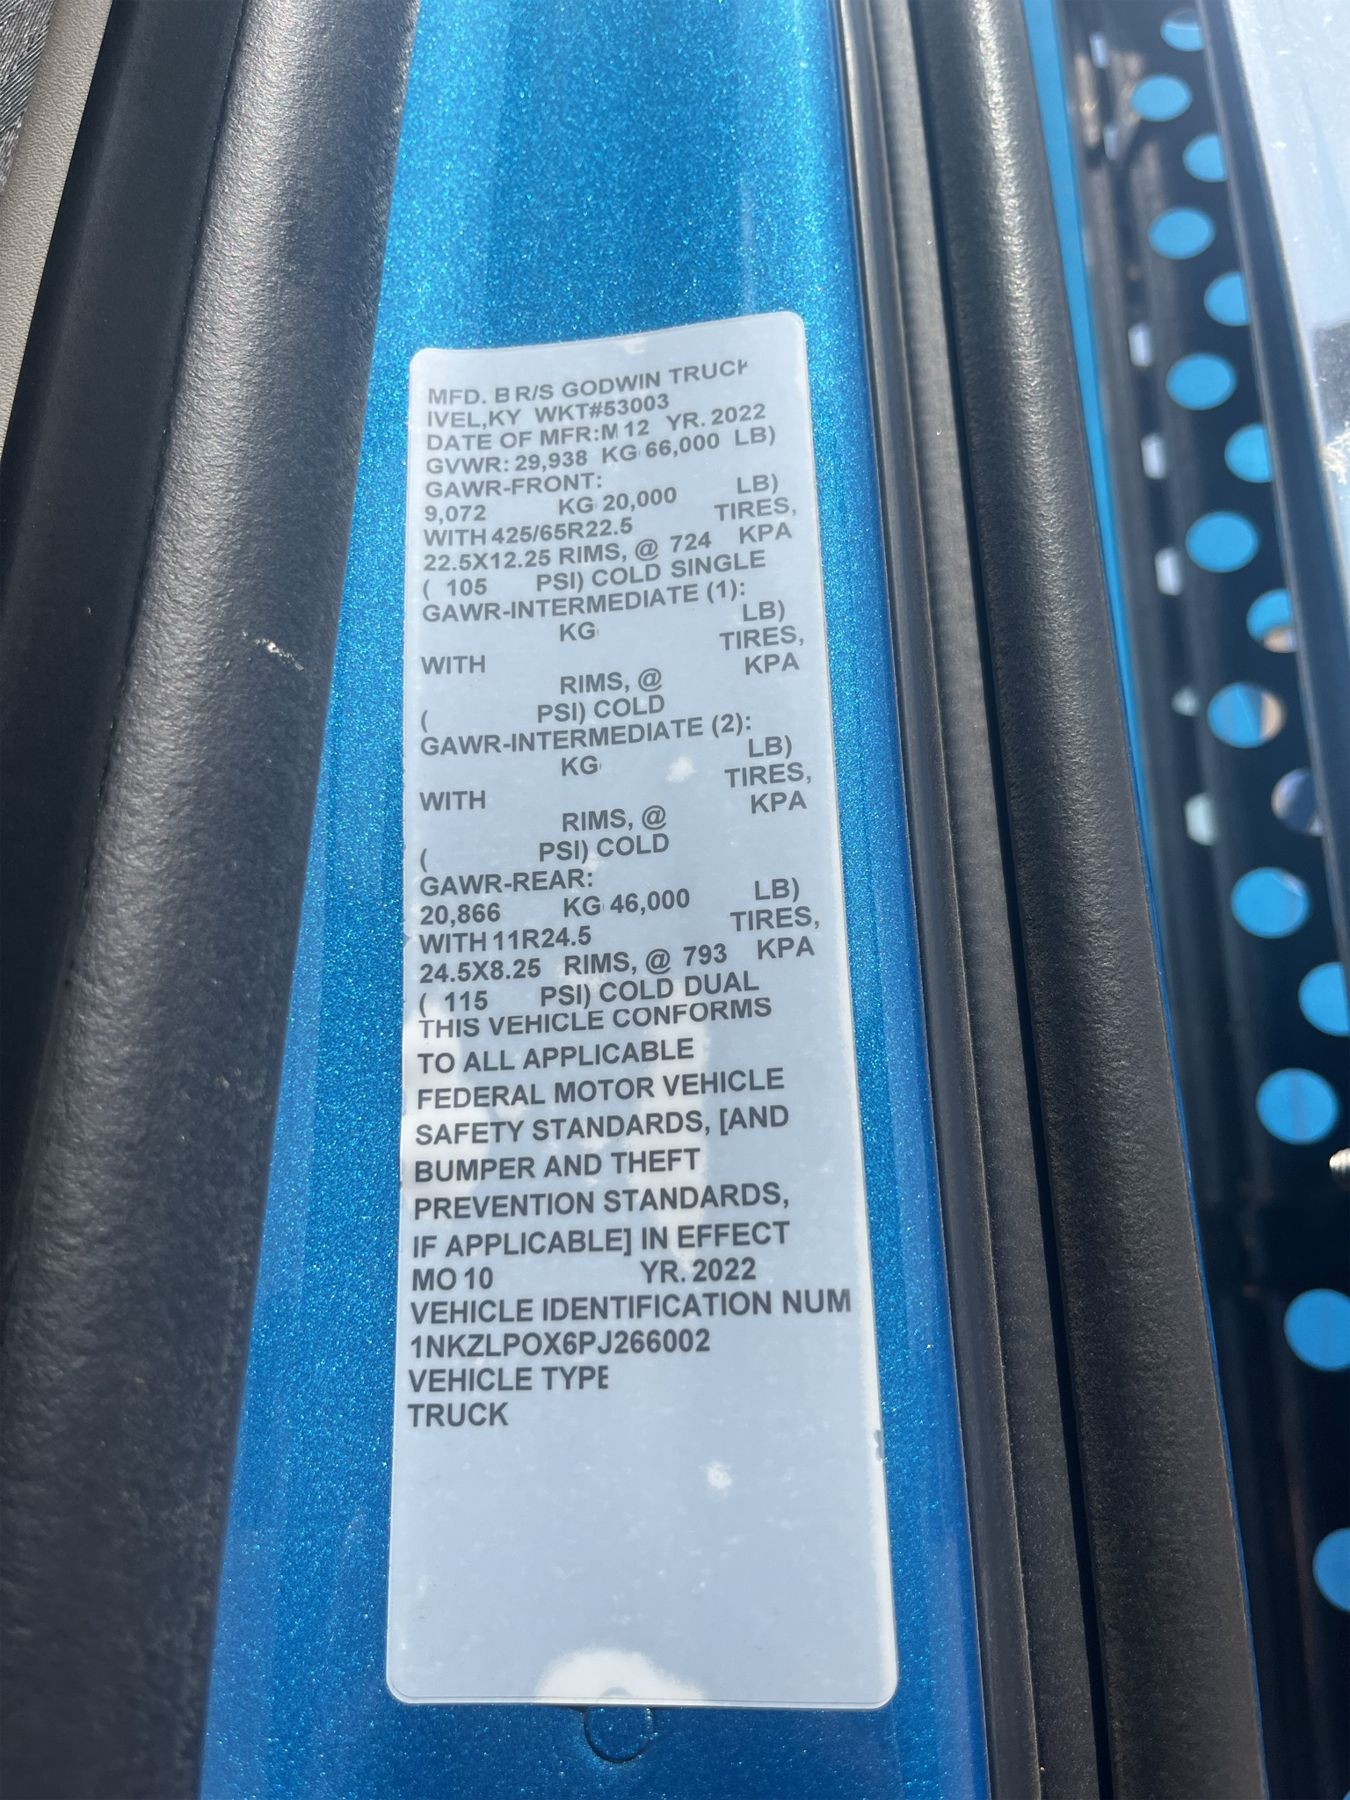 MFD. B R/S GODWIN TRUCK
IVEL,KY WKT#53003
DATE OF MFR:M 12 YR. 2022
GVWR: 29,938 KG 66,000 LB)
GAWR-FRONT:
9,072 KG 20,000 LB)
WITH 425/65R22.5 TIRES,
22.5X12.25 RIMS, @ 724 KPA
( 105 PSI) COLD SINGLE
GAWR-INTERMEDIATE (1):
KG LB)
WITH TIRES,
RIMS, @ KPA
( PSI) COLD
GAWR-INTERMEDIATE (2):
KG LB)
WITH TIRES,
RIMS, @ KPA
( PSI) COLD
GAWR-REAR:
20,866 KG 46,000 LB)
WITH 11R24.5 TIRES,
24.5X8.25 RIMS, @ 793 KPA
( 115 PSI) COLD DUAL
THIS VEHICLE CONFORMS
TO ALL APPLICABLE
FEDERAL MOTOR VEHICLE
SAFETY STANDARDS, [AND
BUMPER AND THEFT
PREVENTION STANDARDS,
IF APPLICABLE] IN EFFECT
MO 10 YR. 2022
VEHICLE IDENTIFICATION NUM
1NKZLPOX6PJ266002
VEHICLE TYPE
TRUCK